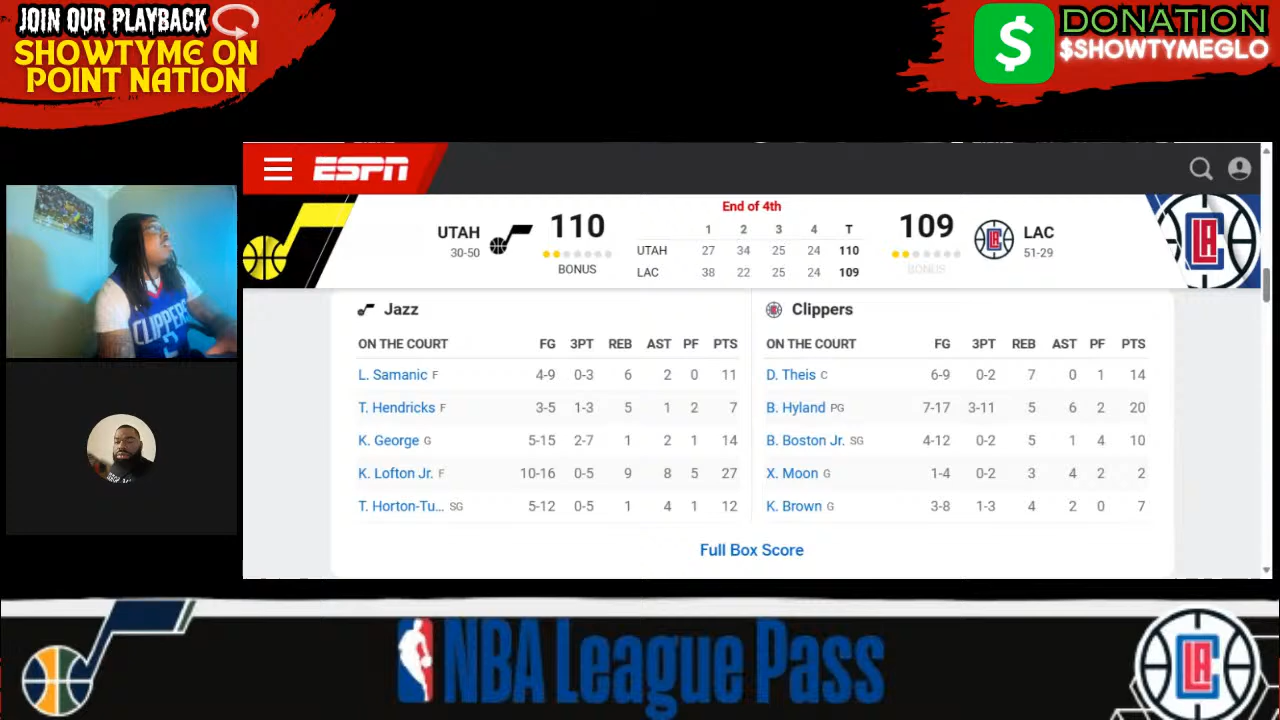 JOIN OUR PLAYBACK
SHOWTYME ON
POINT NATION
$ DONATION
$SHOWTYMEGLO
ESPN
End of 4th
UTAH 110 1 2 3 4 T 109 LAC
30-50 UTAH 27 34 25 24 110 51-29
BONUS LAC 38 22 25 24 109 BONUS
Jazz
ON THE COURT FG 3PT REB AST PF PTS
L. Samanic F 4-9 0-3 6 2 0 11
T. Hendricks F 3-5 1-3 5 1 2 7
K. George G 5-15 2-7 1 2 1 14
K. Lofton Jr. F 10-16 0-5 9 8 5 27
T. Horton-Tu... SG 5-12 0-5 1 4 1 12
Clippers
ON THE COURT FG 3PT REB AST PF PTS
D. Theis C 6-9 0-2 7 0 1 14
B. Hyland PG 7-17 3-11 5 6 2 20
B. Boston Jr. SG 4-12 0-2 5 1 4 10
X. Moon G 1-4 0-2 3 4 2 2
K. Brown G 3-8 1-3 4 2 0 7
Full Box Score
CLIPPERS
2
NBA League Pass
LA